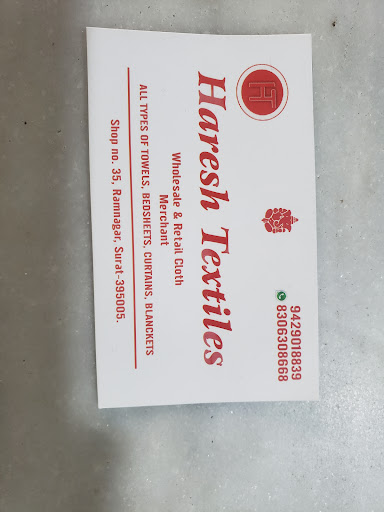 HT
9429018839
8306308668
Haresh Textiles
Wholesale & Retail Cloth
Merchant
ALL TYPES OF TOWELS, BEDSHEETS, CURTAINS, BLANCKETS
Shop no. 35, Ramnagar, Surat-395005.